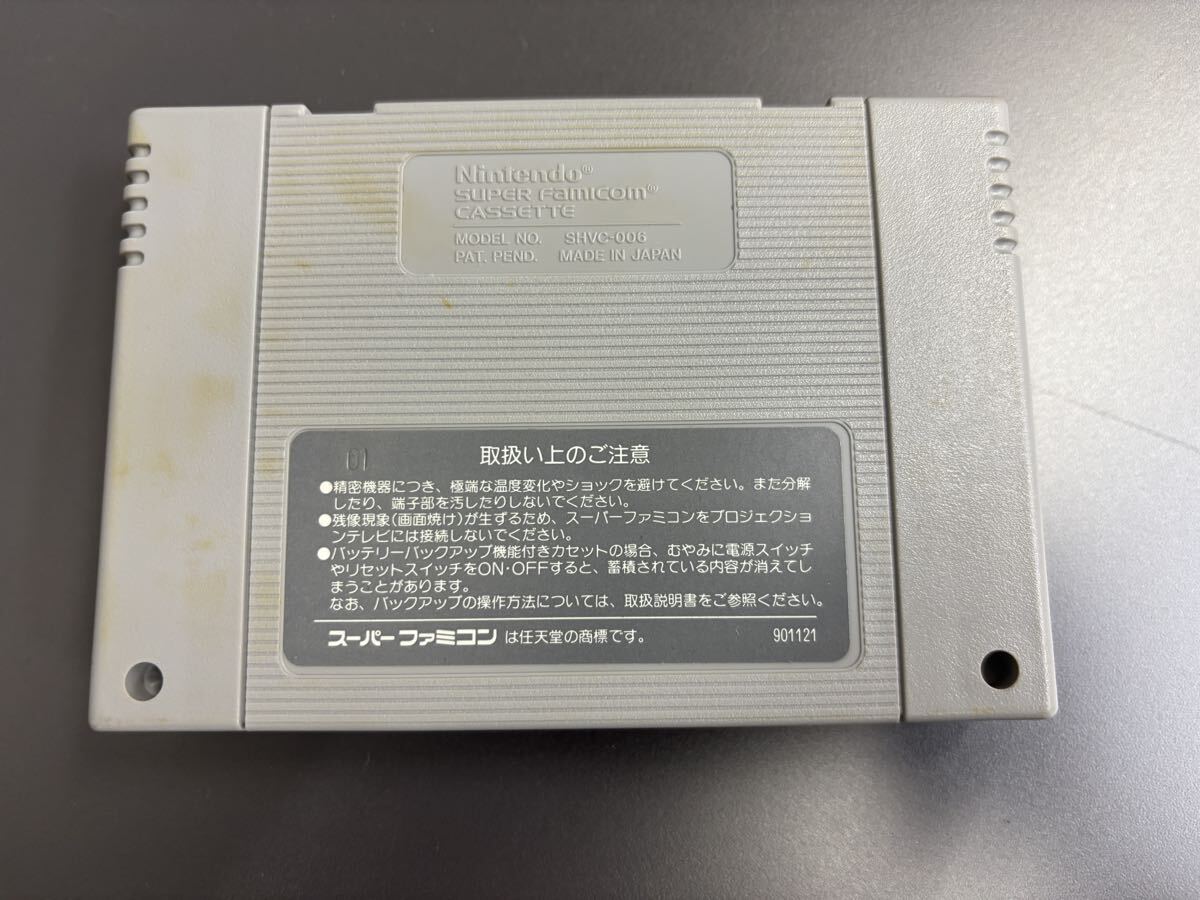 Nintendo®
SUPER Famicom®
CASSETTE
MODEL NO. SHVC-006
PAT. PEND. MADE IN JAPAN
01
取扱い上のご注意
●精密機器につき、極端な温度変化やショックを避けてください。また分解
したり、端子部を汚したりしないでください。
●残像現象(画面焼け)が生ずるため、スーパーファミコンをプロジェクショ
ンテレビには接続しないでください。
●バッテリーバックアップ機能付きカセットの場合、むやみに電源スイッチ
やリセットスイッチをON・OFFすると、蓄積されている内容が消えてし
まうことがあります。
なお、バックアップの操作方法については、取扱説明書をご参照ください。
スーパーファミコン は任天堂の商標です。 901121